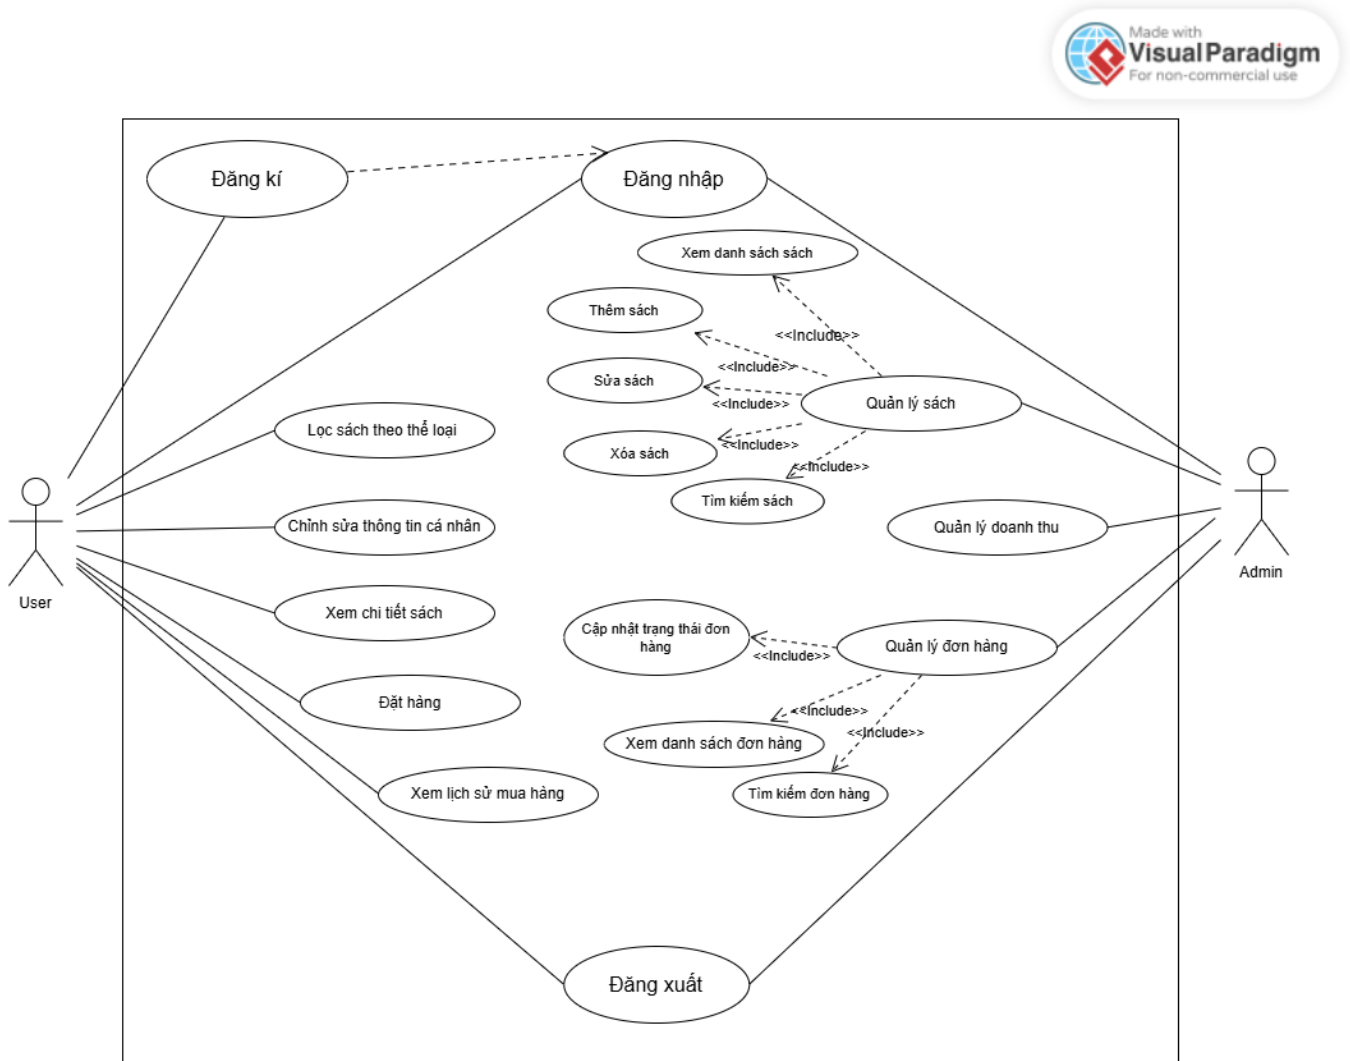 Made with
Visual Paradigm
For non-commercial use
Đăng kí
Đăng nhập
Xem danh sách sách
Thêm sách
<<Include>>
<<Include>>
Sửa sách
<<Include>>
Quản lý sách
Lọc sách theo thể loại
<<Include>>
Xóa sách
<<Include>>
Tìm kiếm sách
Chỉnh sửa thông tin cá nhân
Quản lý doanh thu
Admin
User
Xem chi tiết sách
Cập nhật trạng thái đơn
hàng
<<Include>>
Quản lý đơn hàng
Đặt hàng
<<Include>>
<<Include>>
Xem danh sách đơn hàng
Xem lịch sử mua hàng
Tìm kiếm đơn hàng
Đăng xuất